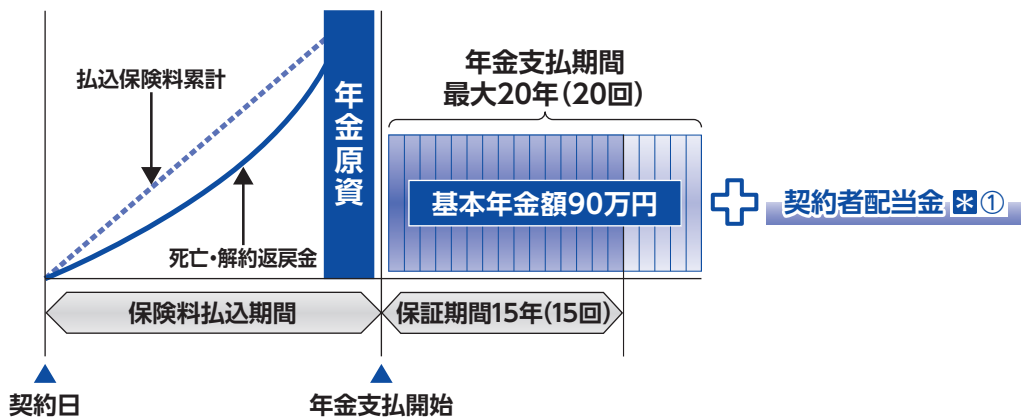 払込保険料累計
年金原資
死亡・解約返戻金
年金支払期間
最大20年(20回)
基本年金額90万円
契約者配当金 *①
保険料払込期間
保証期間15年(15回)
契約日
年金支払開始